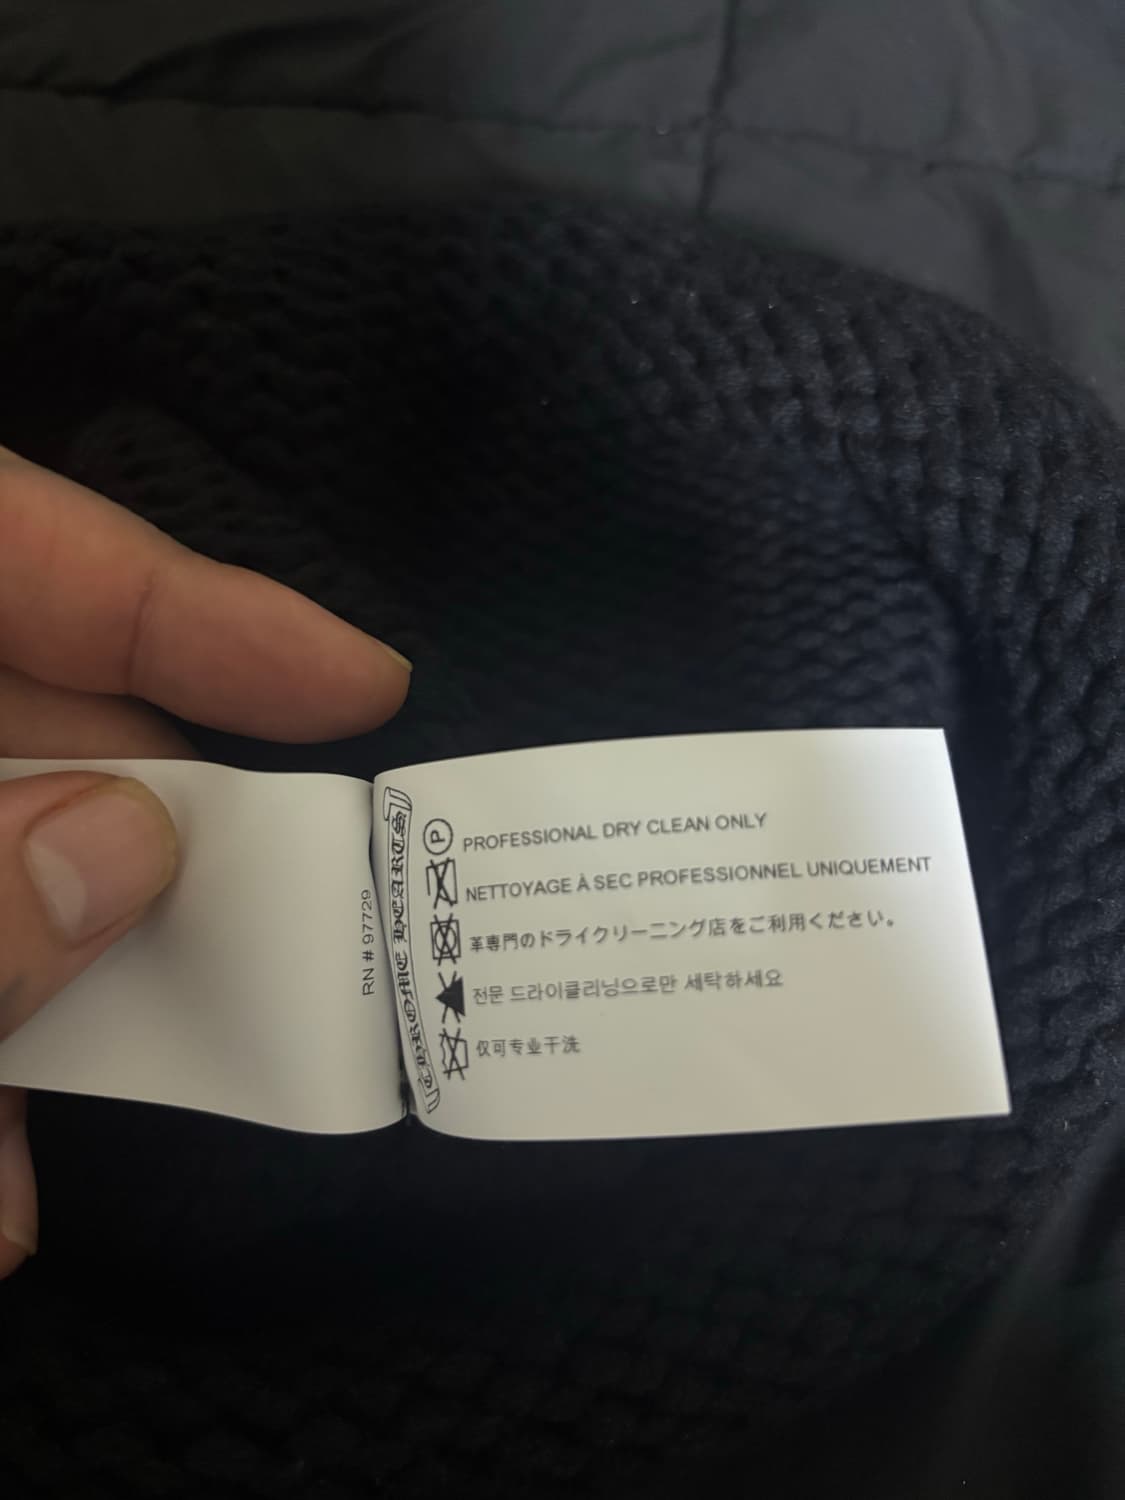 RN # 97729
CHROME HEARTS
P
PROFESSIONAL DRY CLEAN ONLY
NETTOYAGE À SEC PROFESSIONNEL UNIQUEMENT
革専門のドライクリーニング店をご利用ください。
전문 드라이클리닝으로만 세탁하세요
仅可专业干洗